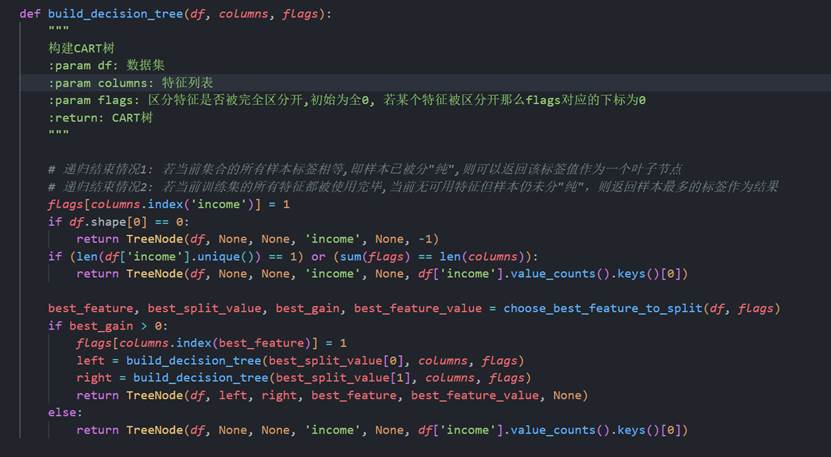 def build_decision_tree(df, columns, flags):
    """
    构建CART树
    :param df: 数据集
    :param columns: 特征列表
    :param flags: 区分特征是否被完全区分开,初始为全0, 若某个特征被区分开那么flags对应的下标为0
    :return: CART树
    """
    # 递归结束情况1: 若当前集合的所有样本标签相等,即样本已被分"纯",则可以返回该标签值作为一个叶子节点
    # 递归结束情况2: 若当前训练集的所有特征都被使用完毕,当前无可用特征但样本仍未分"纯", 则返回样本最多的标签作为结果
    flags[columns.index('income')] = 1
    if df.shape[0] == 0:
        return TreeNode(df, None, None, 'income', None, -1)
    if (len(df['income'].unique()) == 1) or (sum(flags) == len(columns)):
        return TreeNode(df, None, None, 'income', None, df['income'].value_counts().keys()[0])
    best_feature, best_split_value, best_gain, best_feature_value = choose_best_feature_to_split(df, flags)
    if best_gain > 0:
        flags[columns.index(best_feature)] = 1
        left = build_decision_tree(best_split_value[0], columns, flags)
        right = build_decision_tree(best_split_value[1], columns, flags)
        return TreeNode(df, left, right, best_feature, best_feature_value, None)
    else:
        return TreeNode(df, None, None, 'income', None, df['income'].value_counts().keys()[0])